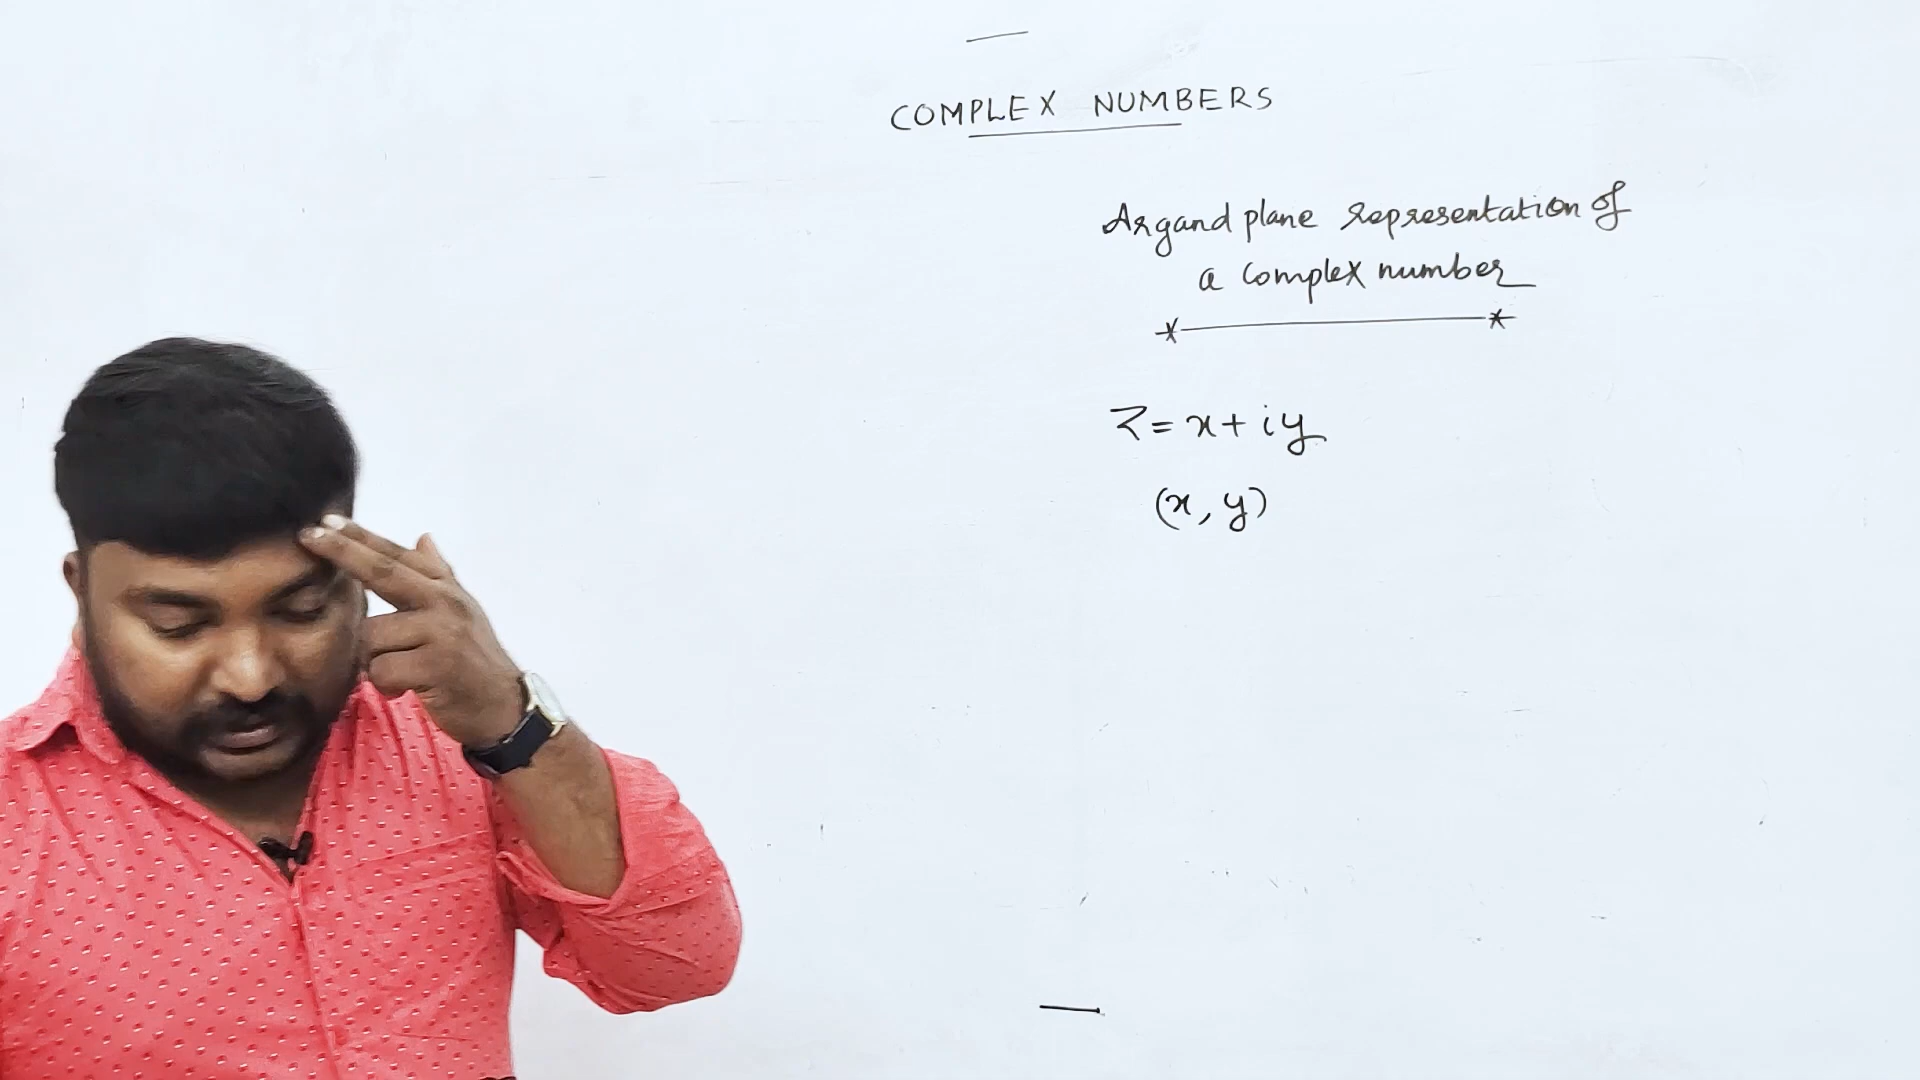 COMPLEX NUMBERS
Argand plane representation of
a complex number
z = x + iy
(x, y)